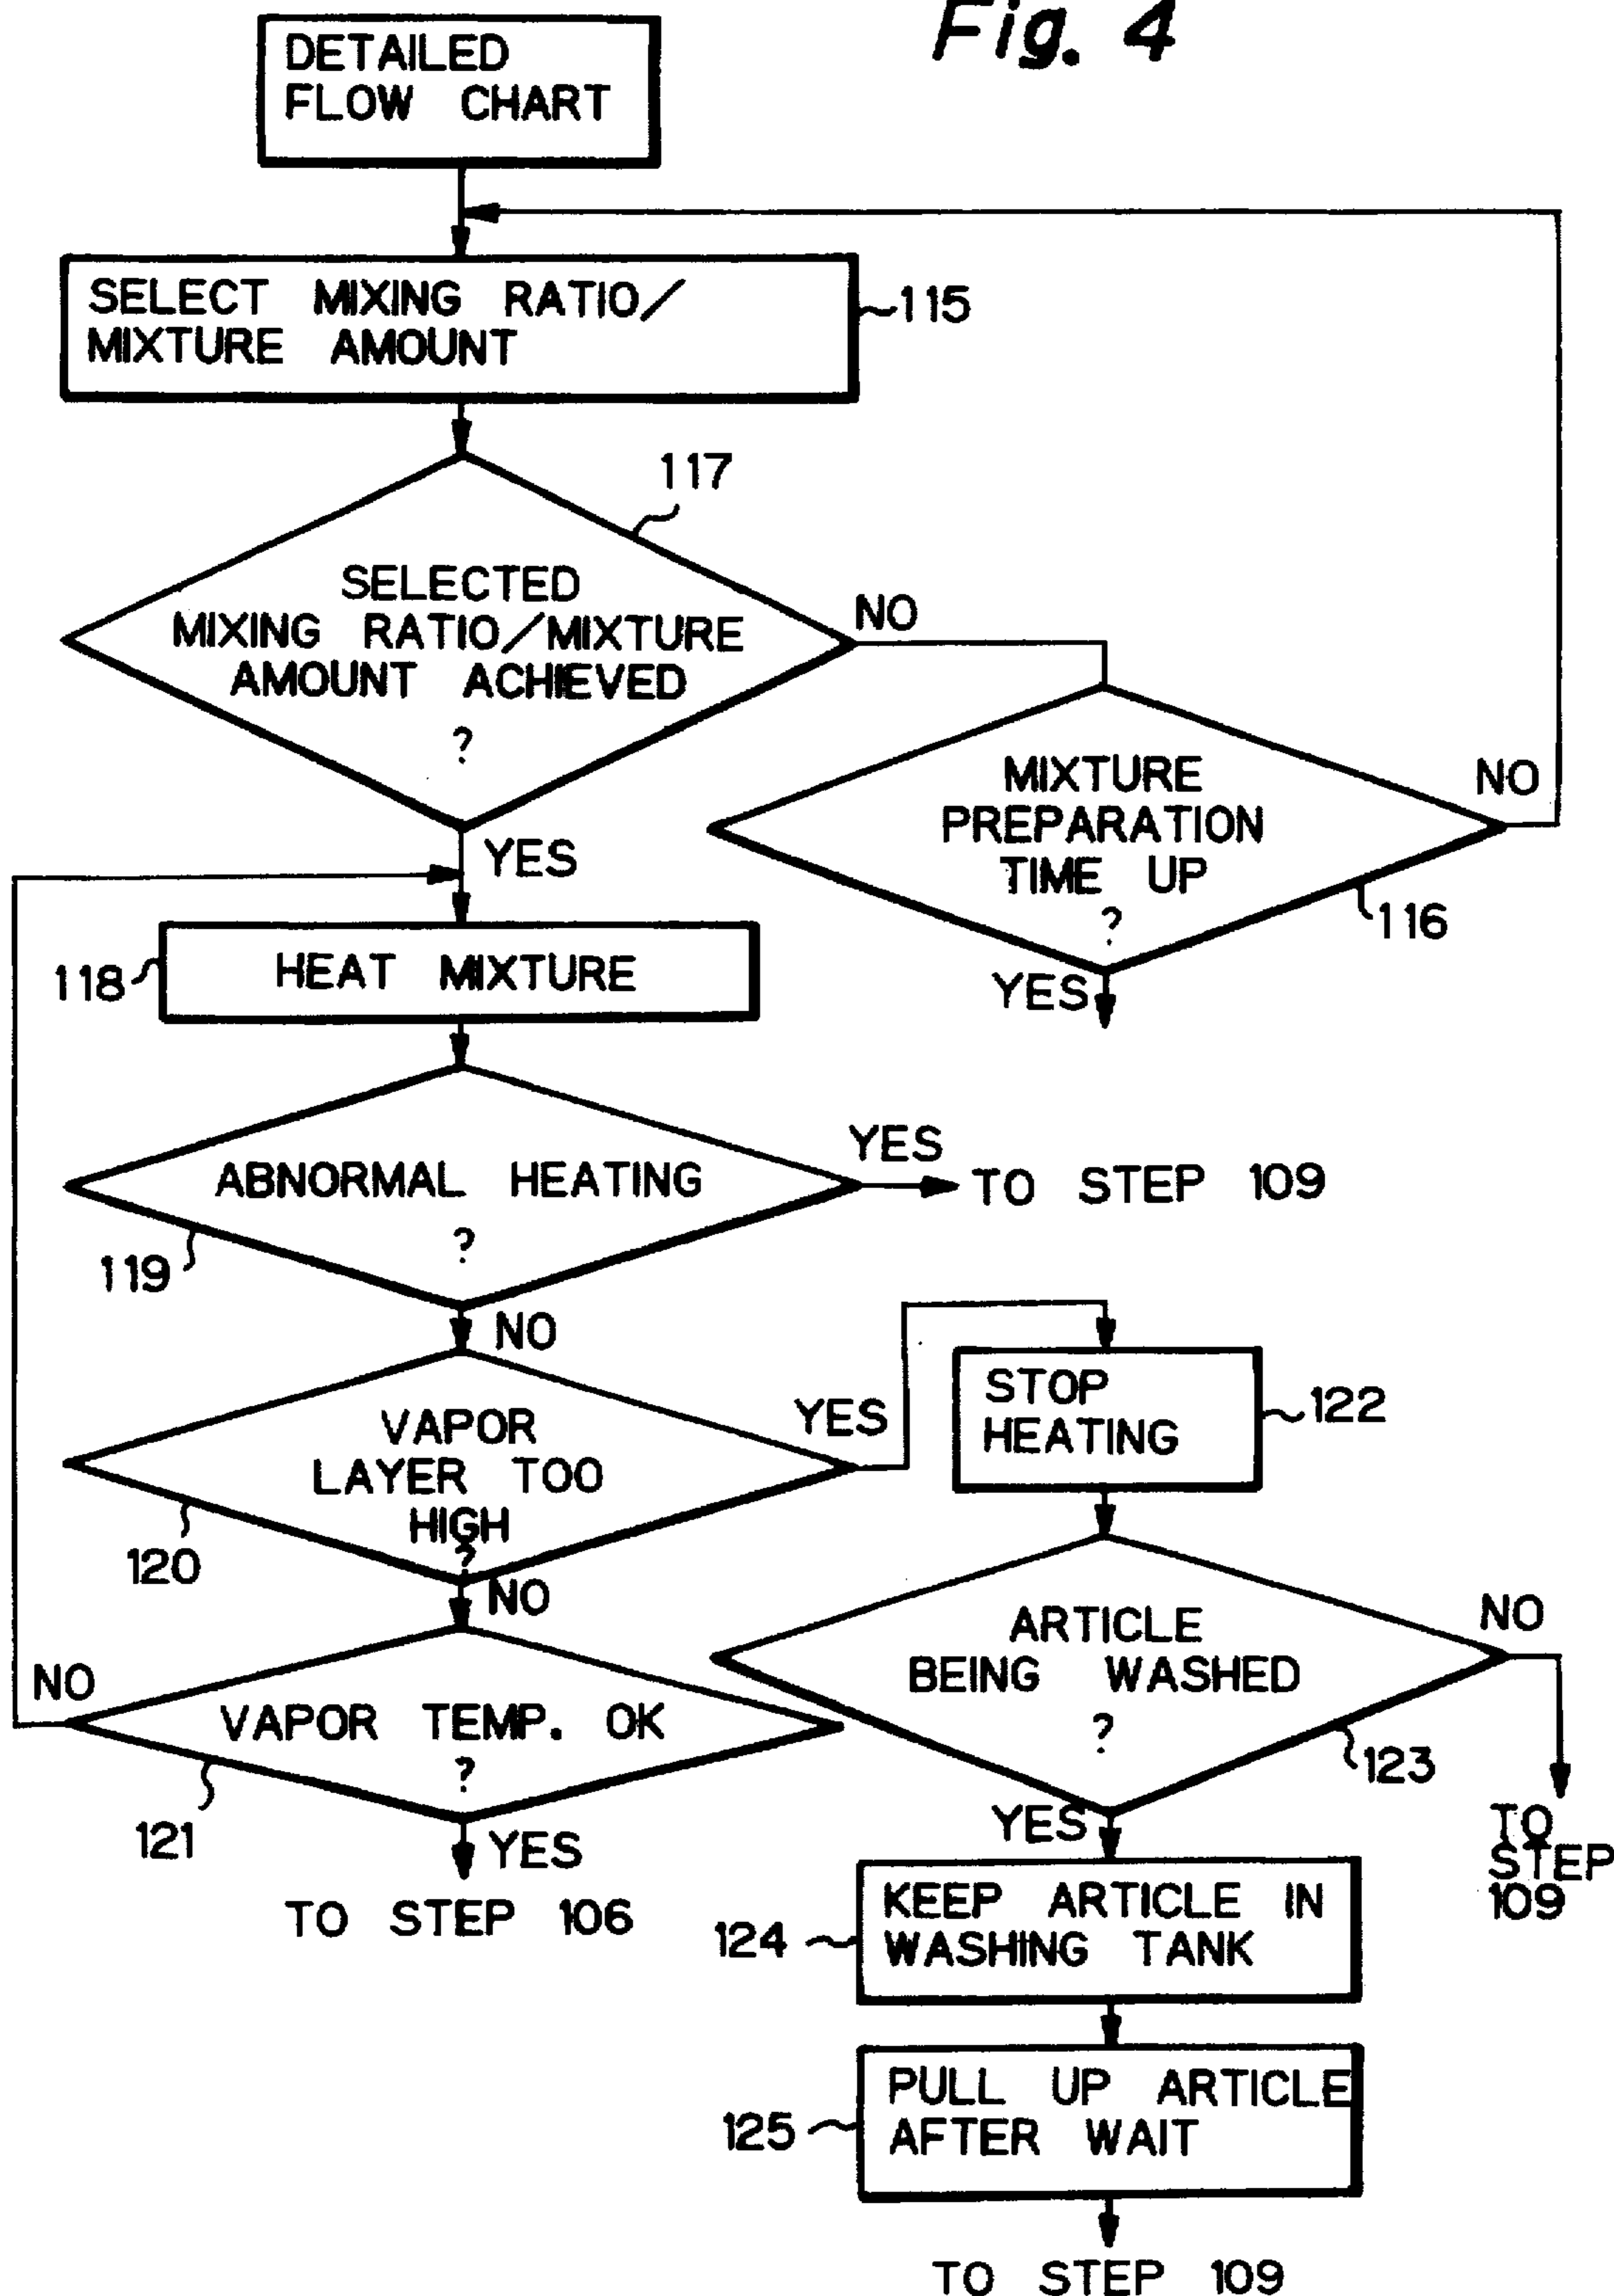 Fig. 4
DETAILED
FLOW CHART
SELECT MIXING RATIO/
MIXTURE AMOUNT
115
117
SELECTED
MIXING RATIO/MIXTURE
AMOUNT ACHIEVED
?
NO
YES
MIXTURE
PREPARATION
TIME UP
?
NO
116
YES
118
HEAT MIXTURE
ABNORMAL HEATING
?
119
YES
TO STEP 109
NO
VAPOR
LAYER TOO
HIGH
?
120
YES
NO
STOP
HEATING
122
VAPOR TEMP. OK
?
NO
121
YES
TO STEP 106
ARTICLE
BEING WASHED
?
NO
123
TO
STEP
109
YES
KEEP ARTICLE IN
WASHING TANK
124
PULL UP ARTICLE
AFTER WAIT
125
TO STEP 109